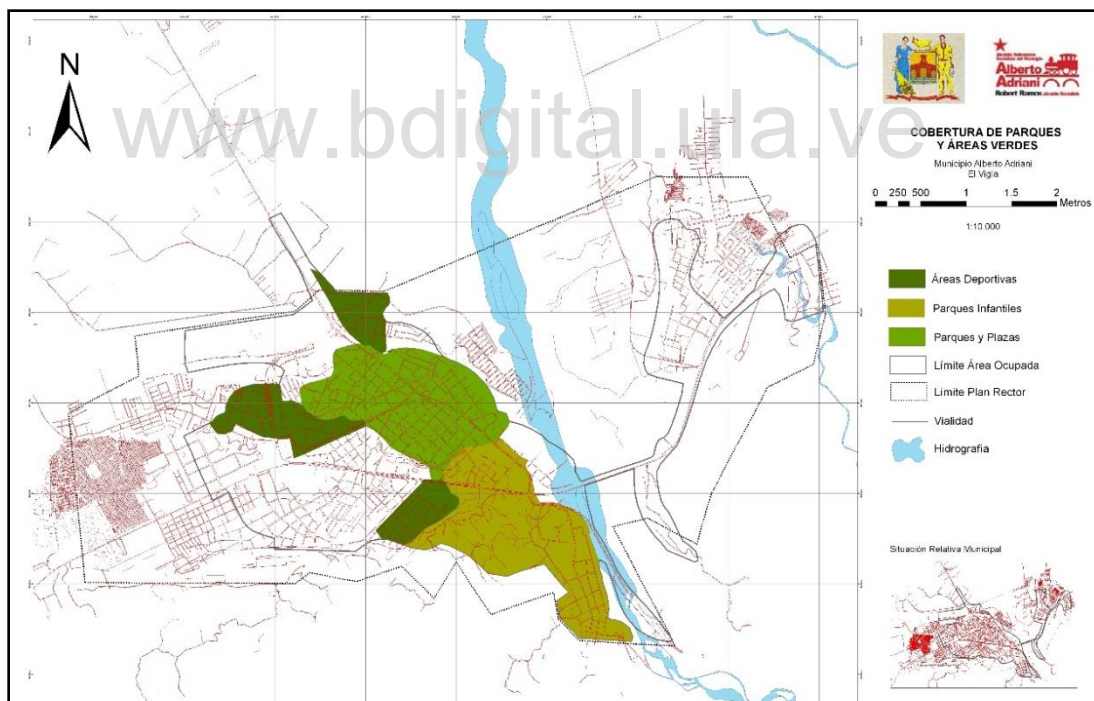 N
www.bdigital.ula.ve
Alberto
Adriani
COBERTURA DE PARQUES
Y ÁREAS VERDES
Municipio Alberto Adriani
El Vigía
0 250 500 1 1.5 2
Metros
1:10.000
Áreas Deportivas
Parques Infantiles
Parques y Plazas
Límite Área Ocupada
Límite Plan Rector
Vialidad
Hidrografía
Situación Relativa Municipal